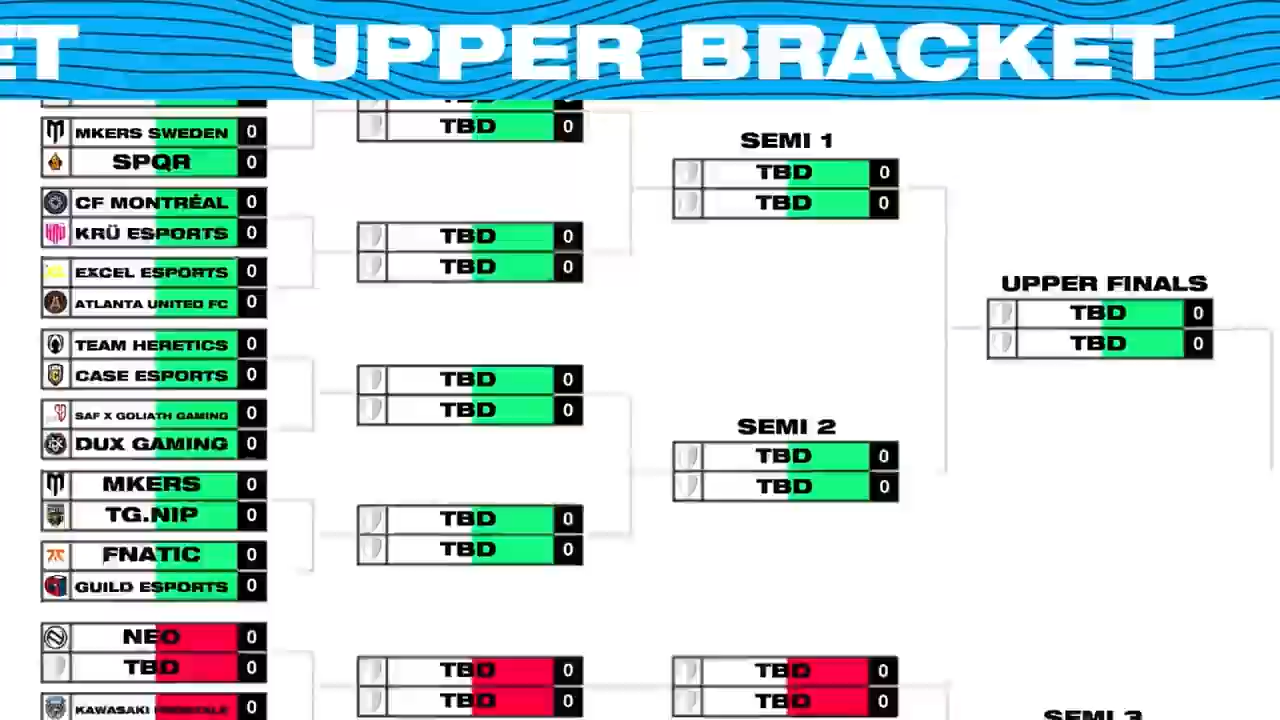 ET UPPER BRACKET
MKERS SWEDEN 0
SPQR 0
CF MONTRÉAL 0
KRÜ ESPORTS 0
EXCEL ESPORTS 0
ATLANTA UNITED FC 0
TEAM HERETICS 0
CASE ESPORTS 0
SAF X GOLIATH GAMING 0
DUX GAMING 0
MKERS 0
TG.NIP 0
FNATIC 0
GUILD ESPORTS 0
NEO 0
TBD 0
KAWASAKI 0
TBD 0
TBD 0
TBD 0
TBD 0
TBD 0
TBD 0
TBD 0
TBD 0
TBD 0
TBD 0
SEMI 1
TBD 0
TBD 0
SEMI 2
TBD 0
TBD 0
TBD 0
TBD 0
UPPER FINALS
TBD 0
TBD 0
SEMI 3